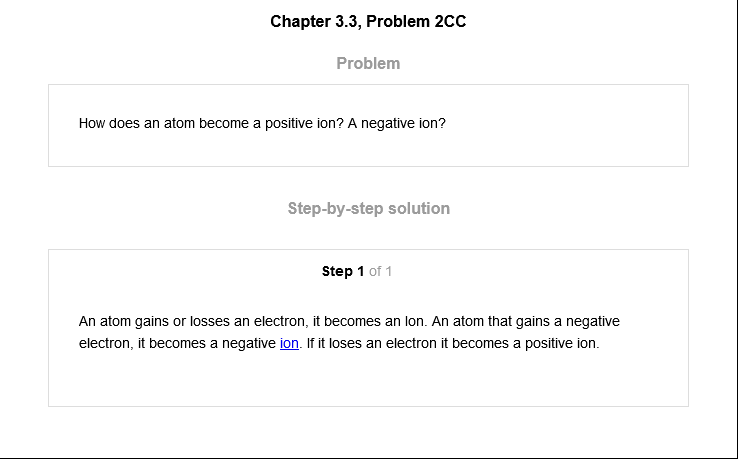 Chapter 3.3, Problem 2CC
Problem
How does an atom become a positive ion? A negative ion?
Step-by-step solution
Step 1 of 1
An atom gains or losses an electron, it becomes an Ion. An atom that gains a negative
electron, it becomes a negative ion. If it loses an electron it becomes a positive ion.